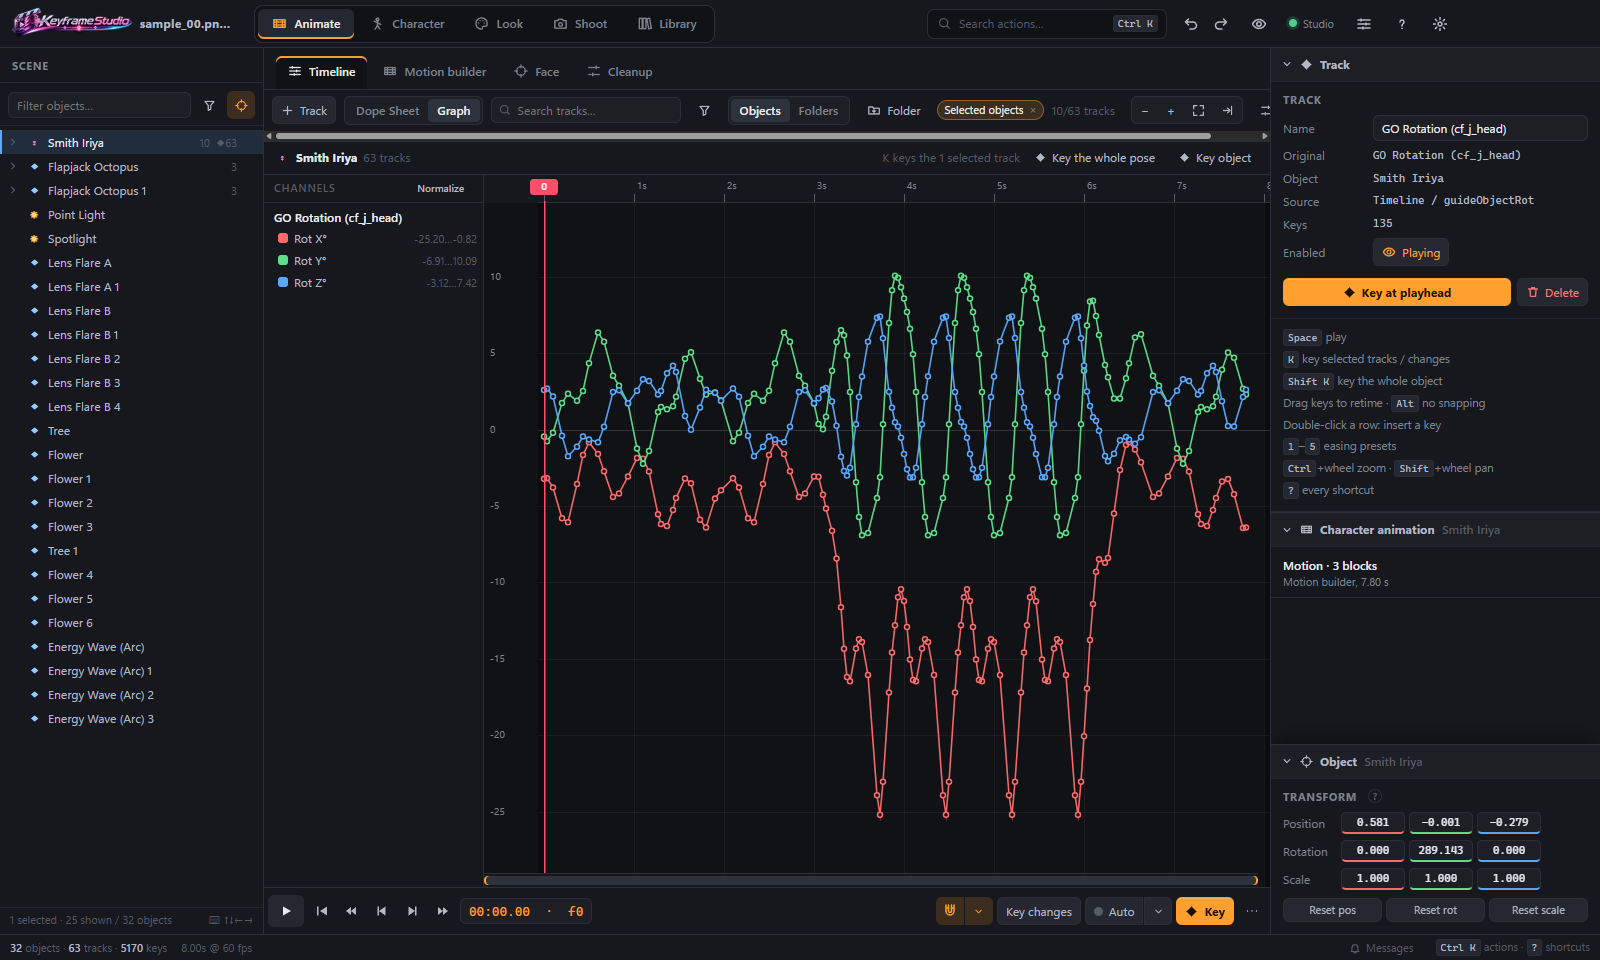 KeyframeStudio
sample_00.pn...
Animate
Character
Look
Shoot
Library
Search actions...
Ctrl K
Studio
?
SCENE
Filter objects...
Smith Iriya 10 63
Flapjack Octopus 3
Flapjack Octopus 1 3
Point Light
Spotlight
Lens Flare A
Lens Flare A 1
Lens Flare B
Lens Flare B 1
Lens Flare B 2
Lens Flare B 3
Lens Flare B 4
Tree
Flower
Flower 1
Flower 2
Flower 3
Tree 1
Flower 4
Flower 5
Flower 6
Energy Wave (Arc)
Energy Wave (Arc) 1
Energy Wave (Arc) 2
Energy Wave (Arc) 3
1 selected · 25 shown / 32 objects
↑↓←→
Timeline
Motion builder
Face
Cleanup
+ Track
Dope Sheet
Graph
Search tracks...
Objects
Folders
Folder
Selected objects ×
10/63 tracks
− +
Smith Iriya 63 tracks
K keys the 1 selected track
Key the whole pose
Key object
CHANNELS
Normalize
GO Rotation (cf_j_head)
Rot X° -25.20...-0.82
Rot Y° -6.91...10.09
Rot Z° -3.12...7.42
0 1s 2s 3s 4s 5s 6s 7s
10
5
0
-5
-10
-15
-20
-25
00:00.00 · f0
Key changes
Auto
Key
...
Track
TRACK
Name GO Rotation (cf_j_head)
Original GO Rotation (cf_j_head)
Object Smith Iriya
Source Timeline / guideObjectRot
Keys 135
Enabled Playing
Key at playhead
Delete
Space play
K key selected tracks / changes
Shift K key the whole object
Drag keys to retime · Alt no snapping
Double-click a row: insert a key
1 – 5 easing presets
Ctrl +wheel zoom · Shift +wheel pan
? every shortcut
Character animation Smith Iriya
Motion · 3 blocks
Motion builder, 7.80 s
Object Smith Iriya
TRANSFORM ?
Position 0.581 −0.001 −0.279
Rotation 0.000 289.143 0.000
Scale 1.000 1.000 1.000
Reset pos
Reset rot
Reset scale
32 objects · 63 tracks · 5170 keys 8.00s @ 60 fps
Messages
Ctrl K actions · ? shortcuts